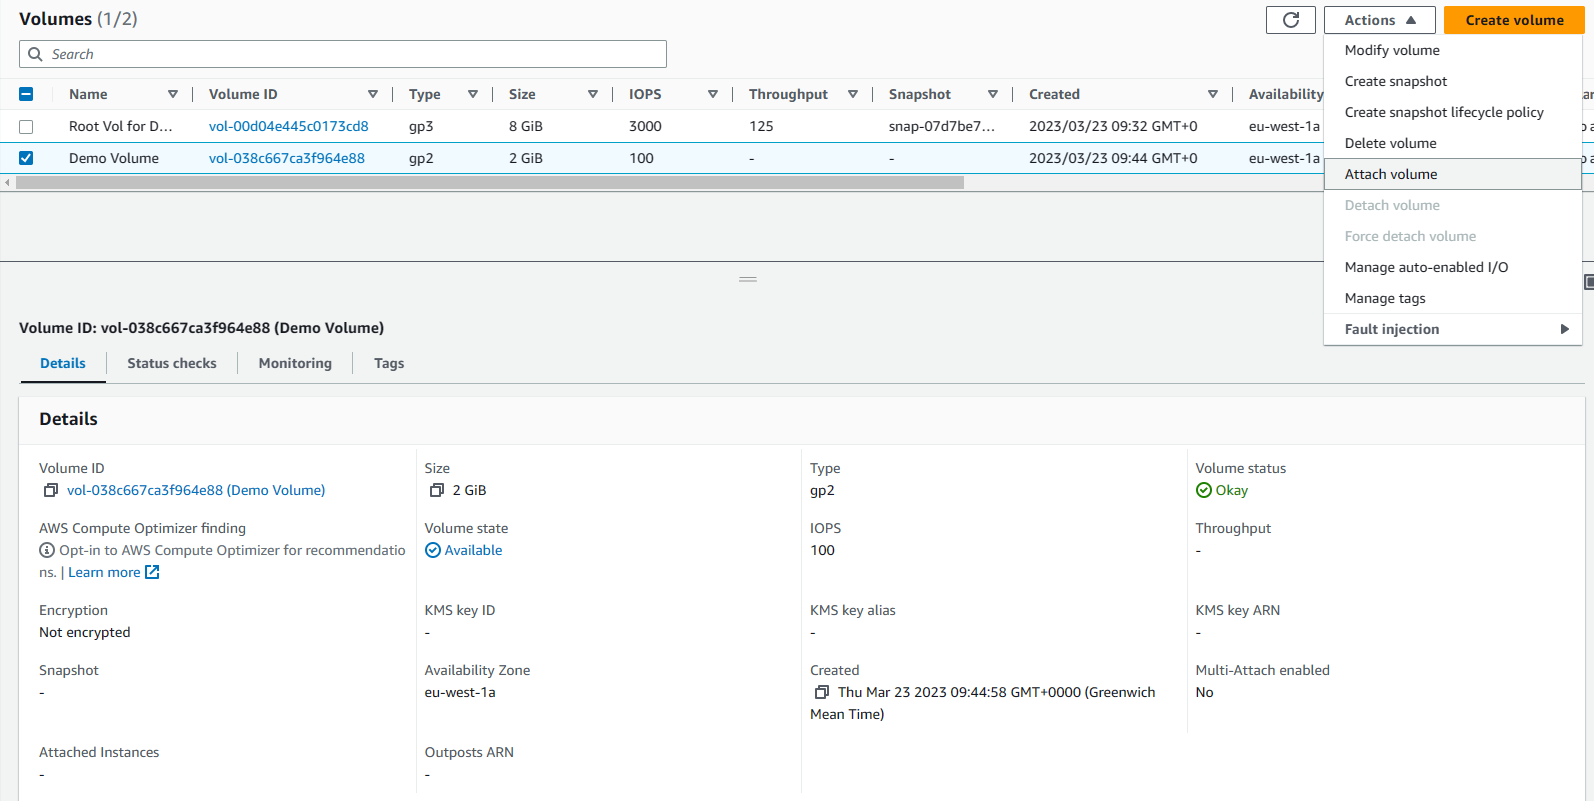 Volumes (1/2)
Actions
Create volume
Search
Modify volume
Create snapshot
Create snapshot lifecycle policy
Delete volume
Attach volume
Detach volume
Force detach volume
Manage auto-enabled I/O
Manage tags
Fault injection
Name Volume ID Type Size IOPS Throughput Snapshot Created Availability
Root Vol for D... vol-00d04e445c0173cd8 gp3 8 GiB 3000 125 snap-07d7be7... 2023/03/23 09:32 GMT+0 eu-west-1a
Demo Volume vol-038c667ca3f964e88 gp2 2 GiB 100 - - 2023/03/23 09:44 GMT+0 eu-west-1a
Volume ID: vol-038c667ca3f964e88 (Demo Volume)
Details Status checks Monitoring Tags
Details
Volume ID
vol-038c667ca3f964e88 (Demo Volume)
Size
2 GiB
Type
gp2
Volume status
Okay
AWS Compute Optimizer finding
Opt-in to AWS Compute Optimizer for recommendatio
ns. | Learn more
Volume state
Available
IOPS
100
Throughput
-
Encryption
Not encrypted
KMS key ID
-
KMS key alias
-
KMS key ARN
-
Snapshot
-
Availability Zone
eu-west-1a
Created
Thu Mar 23 2023 09:44:58 GMT+0000 (Greenwich
Mean Time)
Multi-Attach enabled
No
Attached Instances
-
Outposts ARN
-